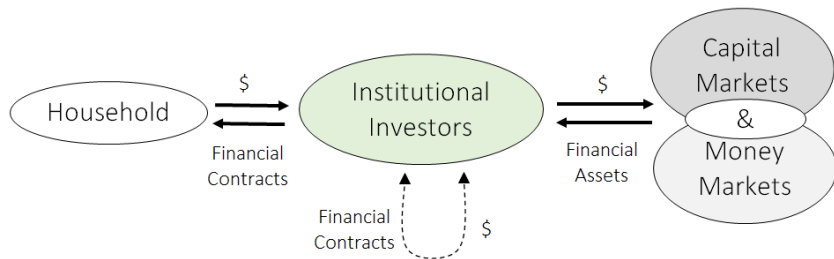 $
Household
Financial
Contracts
Institutional
Investors
Financial
Contracts
$
$
Financial
Assets
Capital
Markets
&
Money
Markets